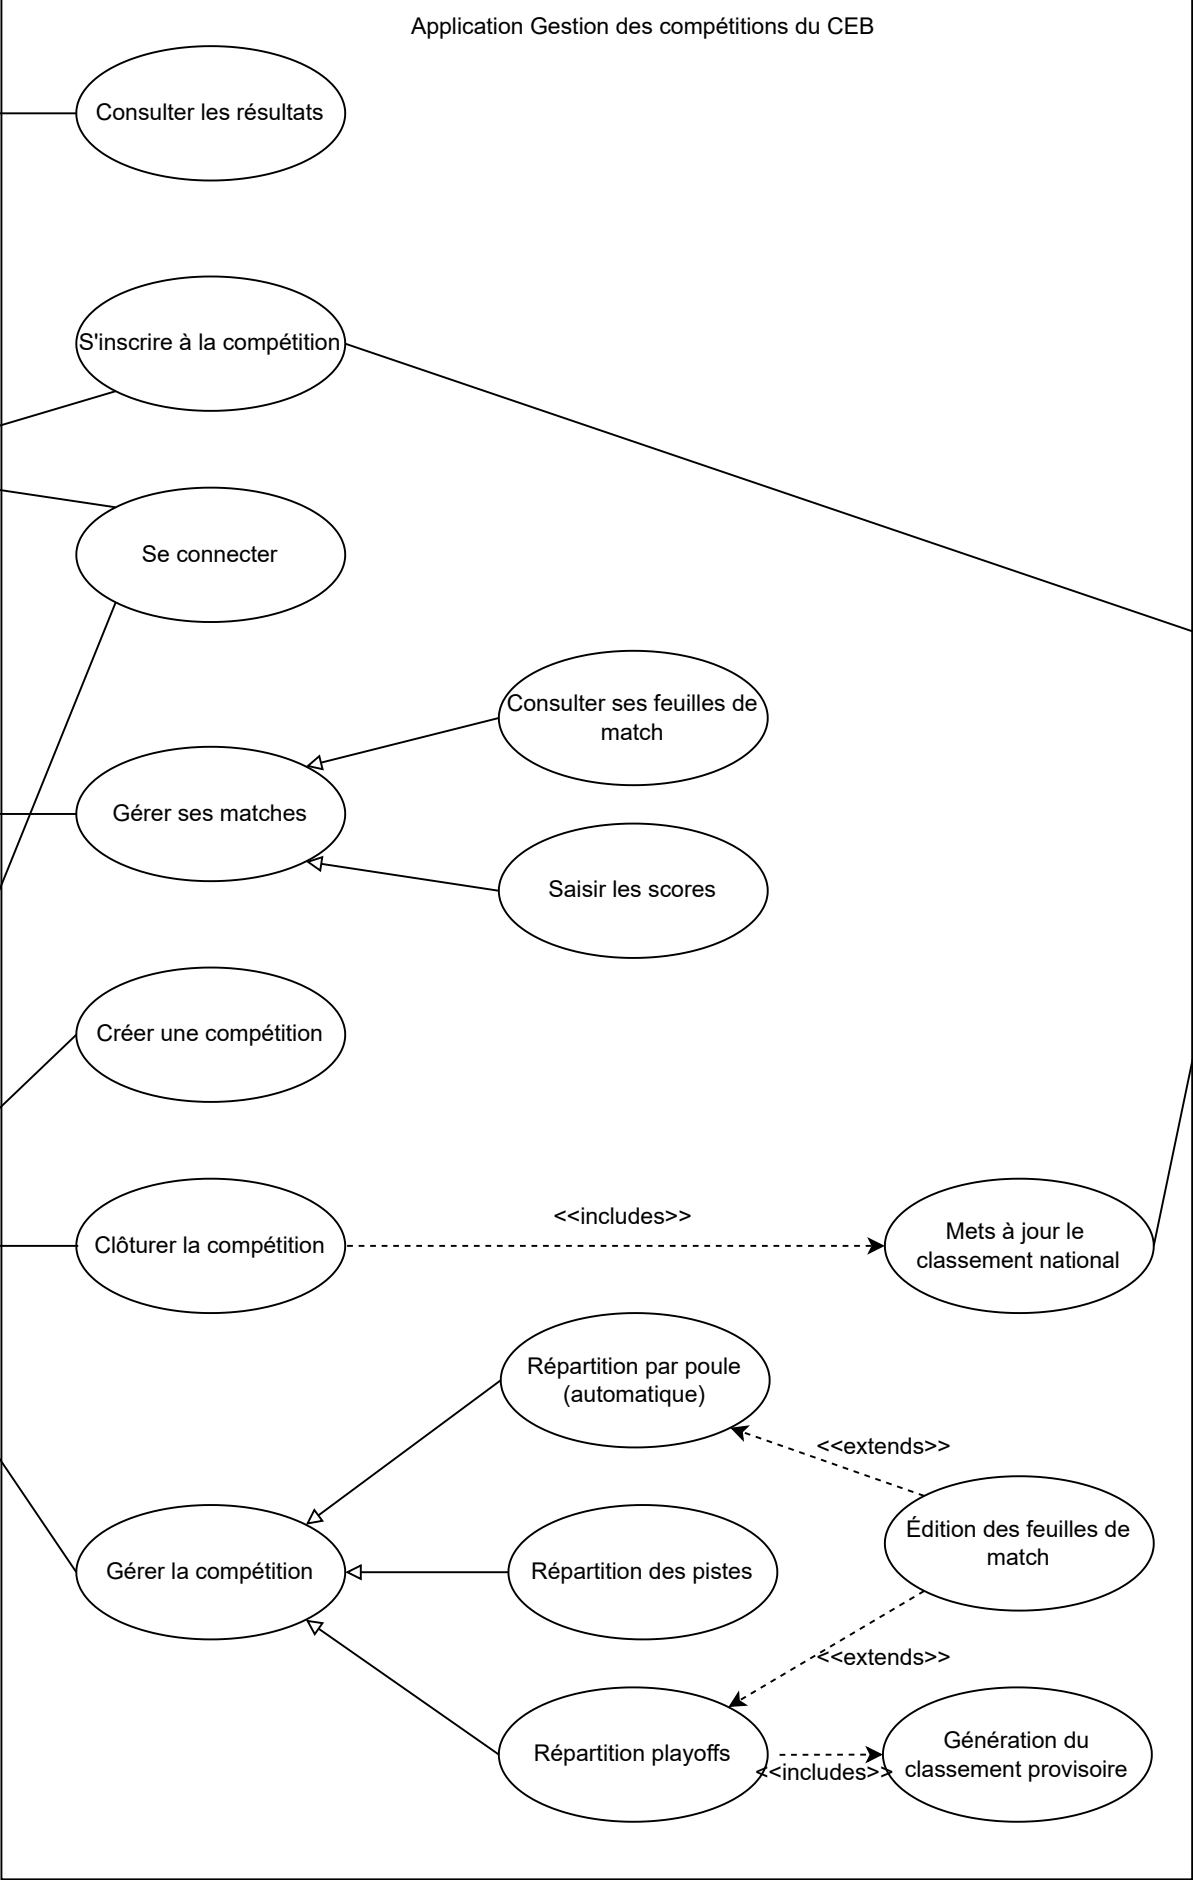 Application Gestion des compétitions du CEB
Consulter les résultats
S'inscrire à la compétition
Se connecter
Consulter ses feuilles de
match
Gérer ses matches
Saisir les scores
Créer une compétition
<<includes>>
Clôturer la compétition
Mets à jour le
classement national
Répartition par poule
(automatique)
<<extends>>
Édition des feuilles de
match
Gérer la compétition
Répartition des pistes
<<extends>>
Répartition playoffs
<<includes>>
Génération du
classement provisoire